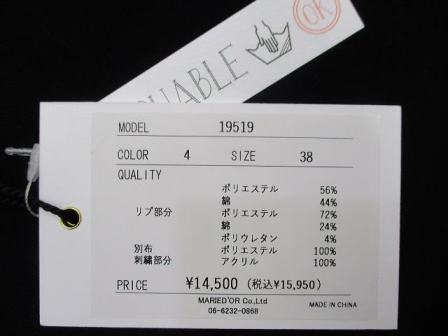 OK
MODEL 19519
COLOR 4 SIZE 38
QUALITY
ポリエステル 56%
綿 44%
リブ部分 ポリエステル 72%
綿 24%
ポリウレタン 4%
別布 ポリエステル 100%
刺繍部分 アクリル 100%
PRICE ¥14,500 (税込¥15,950)
MARIED'OR Co.,Ltd
06-6232-0868
MADE IN CHINA